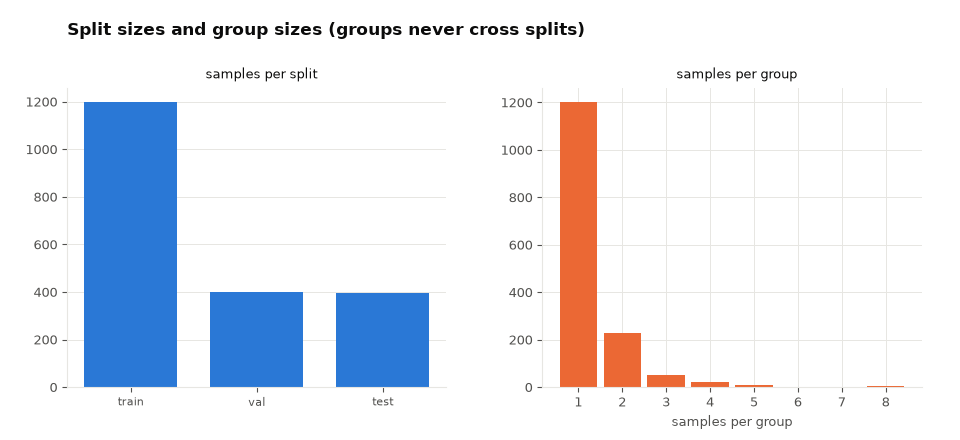 Split sizes and group sizes (groups never cross splits)
samples per split
1200
1000
800
600
400
200
0
train val test
samples per group
1200
1000
800
600
400
200
0
1 2 3 4 5 6 7 8
samples per group